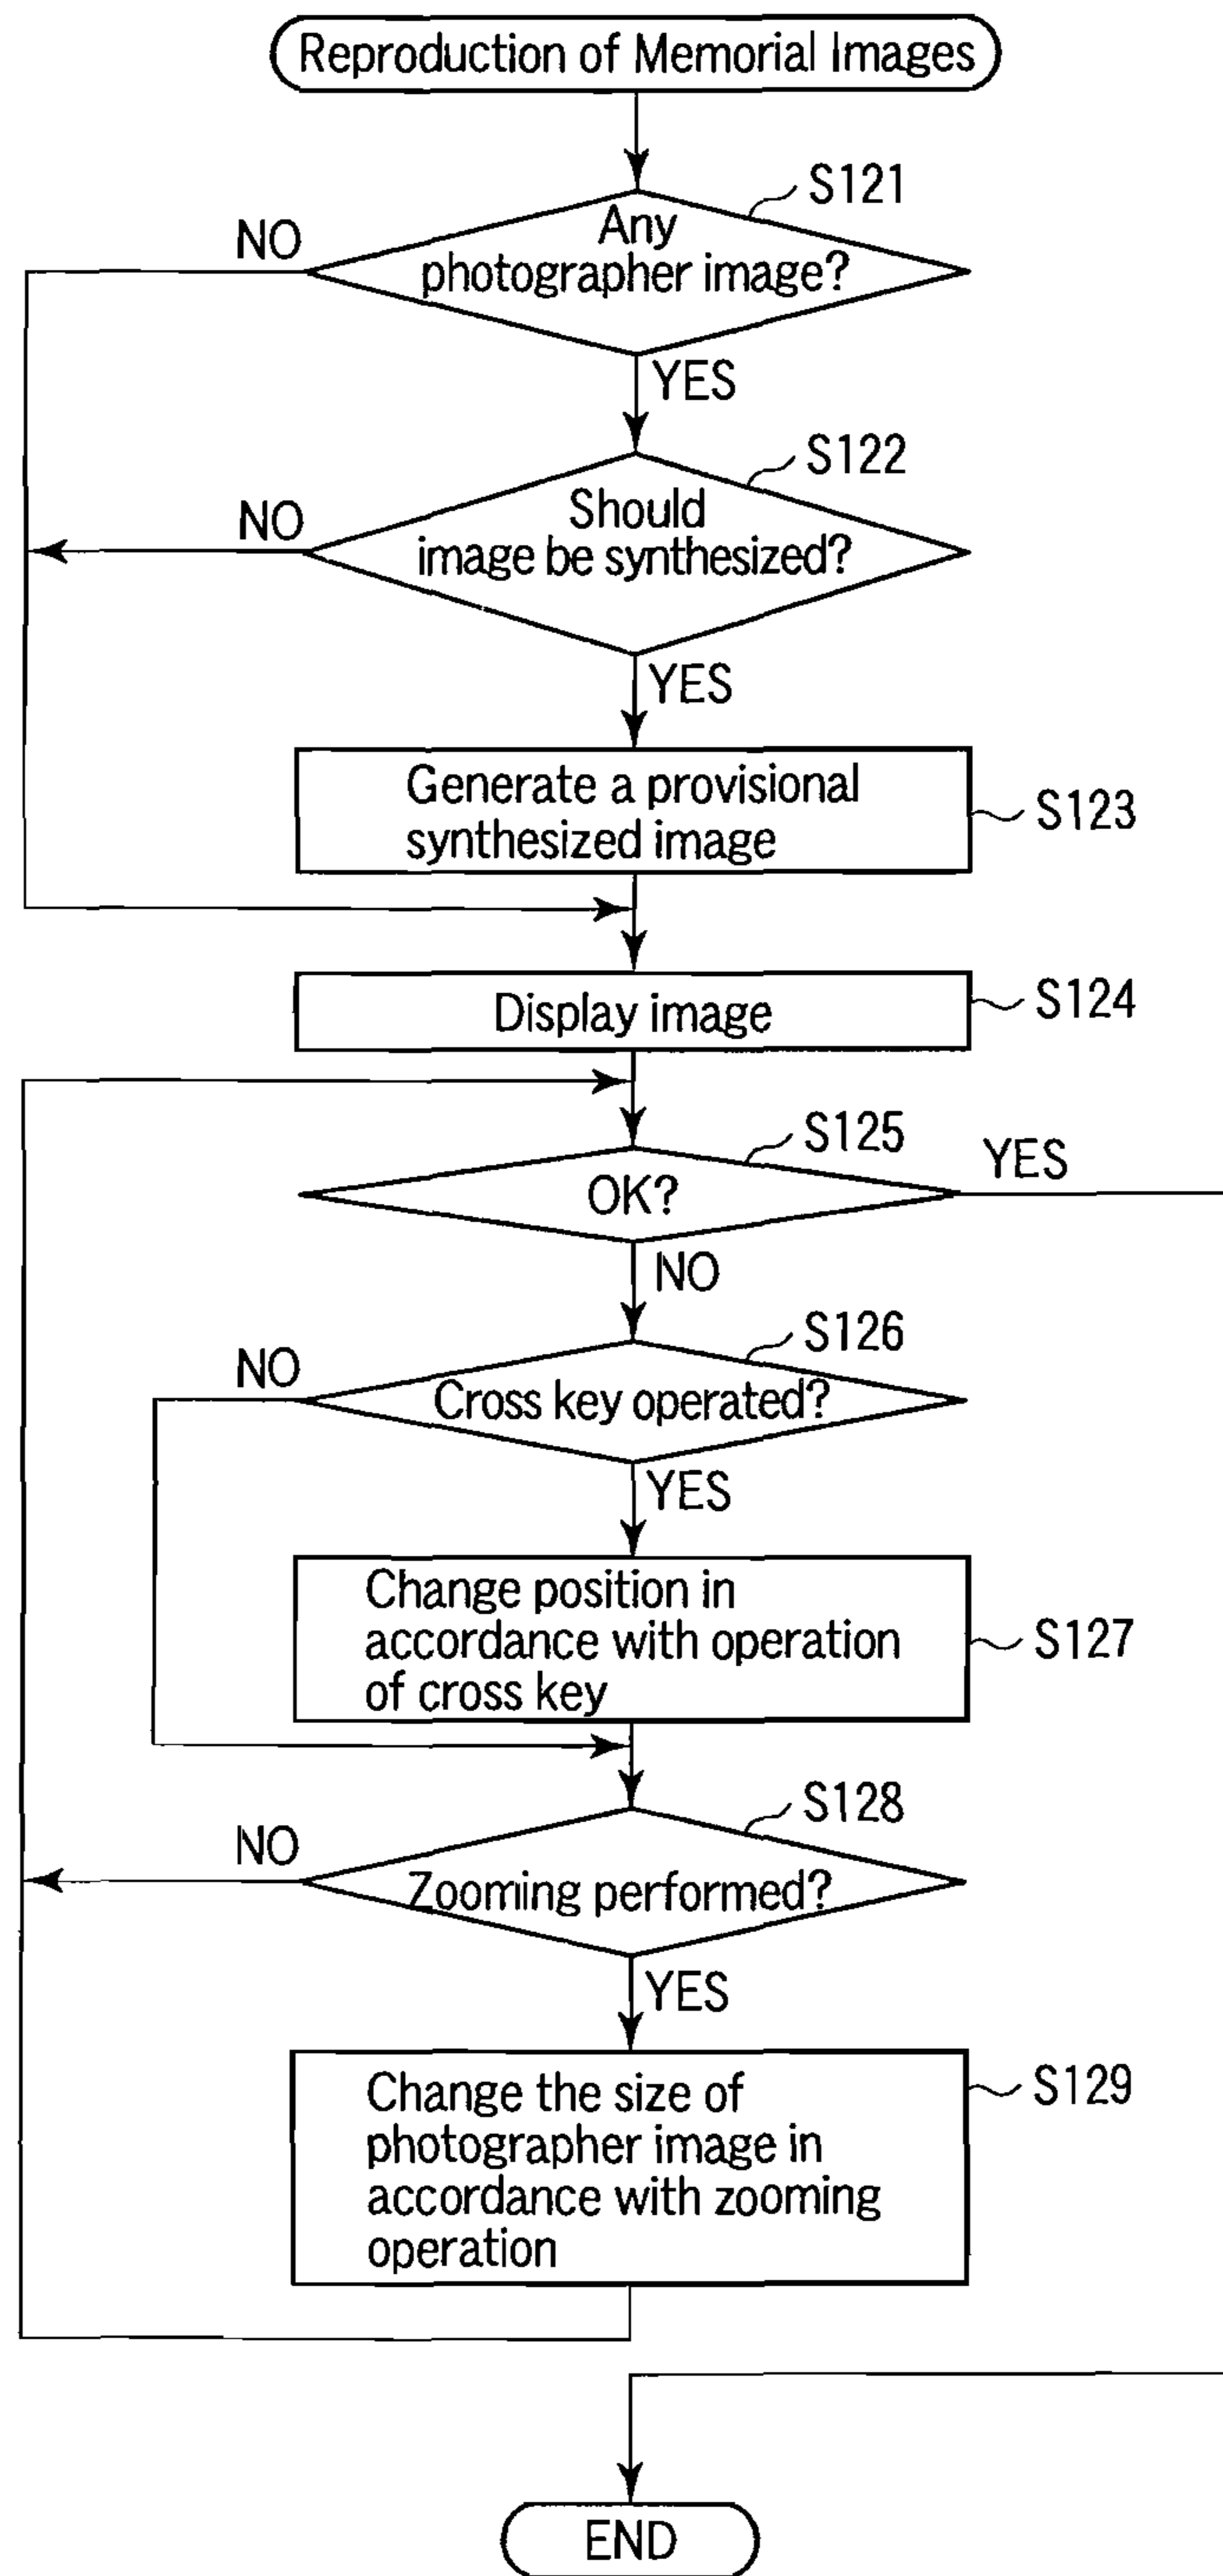 Reproduction of Memorial Images
S121
NO
Any
photographer image?
YES
S122
NO
Should
image be synthesized?
YES
Generate a provisional
synthesized image
S123
Display image
S124
S125
YES
OK?
NO
S126
NO
Cross key operated?
YES
Change position in
accordance with operation
of cross key
S127
S128
NO
Zooming performed?
YES
Change the size of
photographer image in
accordance with zooming
operation
S129
END